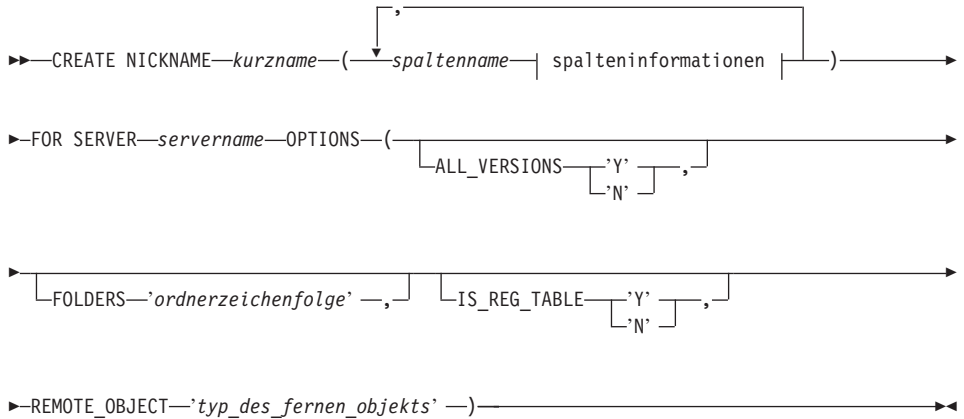 ,
CREATE NICKNAME kurzname ( spaltenname spalteninformationen )
FOR SERVER servername OPTIONS (
ALL_VERSIONS 'Y' ,
'N'
FOLDERS 'ordnerzeichenfolge' , IS_REG_TABLE 'Y' ,
'N'
REMOTE_OBJECT 'typ_des_fernen_objekts' )